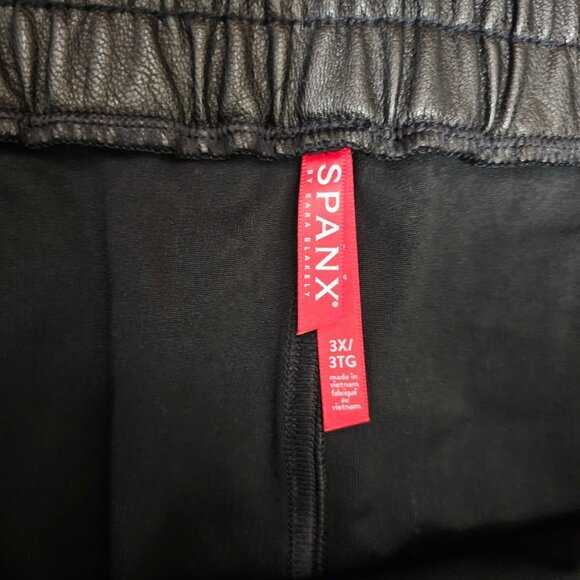 SPANX®
BY SARA BLAKELY
3X/
3TG
made in
vietnam
fabriqué
au
vietnam